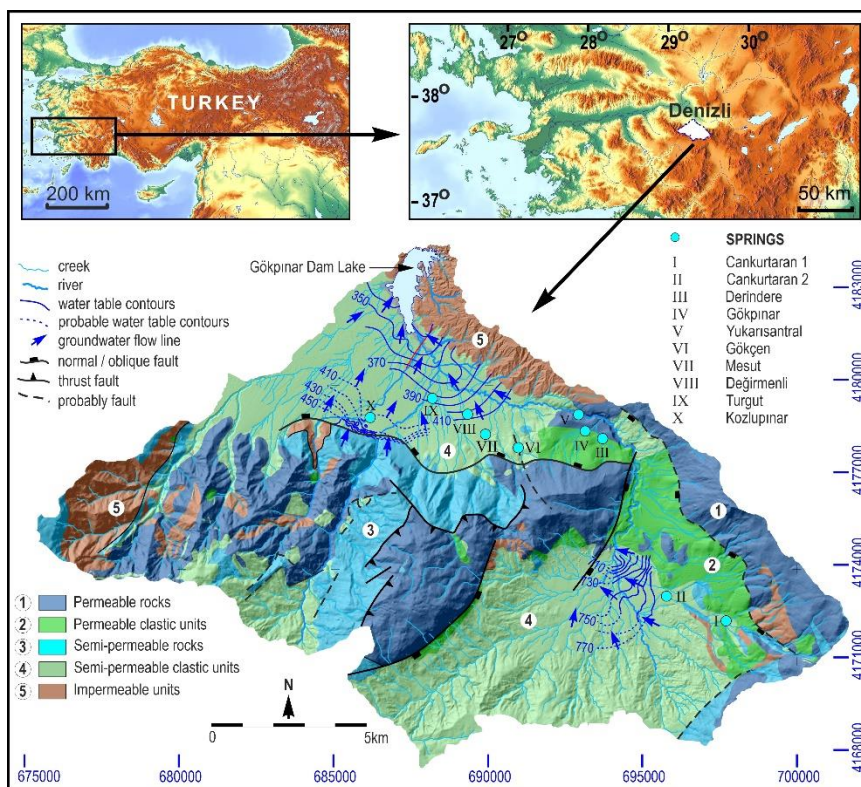 TURKEY
200 km
27° 28° 29° 30°
38°
37°
Denizli
50 km
creek
river
water table contours
probable water table contours
groundwater flow line
normal / oblique fault
thrust fault
probably fault
Gökpınar Dam Lake
SPRINGS
I Cankurtaran 1
II Cankurtaran 2
III Derindere
IV Gökpınar
V Yukarısantral
VI Gökçen
VII Mesut
VIII Değirmenli
IX Turgut
X Kozlupınar
4183000
4180000
4177000
4174000
4171000
4168000
350
370
390
410
410
430
450
X
IX
VIII
VII
VI
V
IV
III
II
I
5
5
4
3
1
2
4
710
730
750
770
1 Permeable rocks
2 Permeable clastic units
3 Semi-permeable rocks
4 Semi-permeable clastic units
5 Impermeable units
N
0 5km
675000 680000 685000 690000 695000 700000